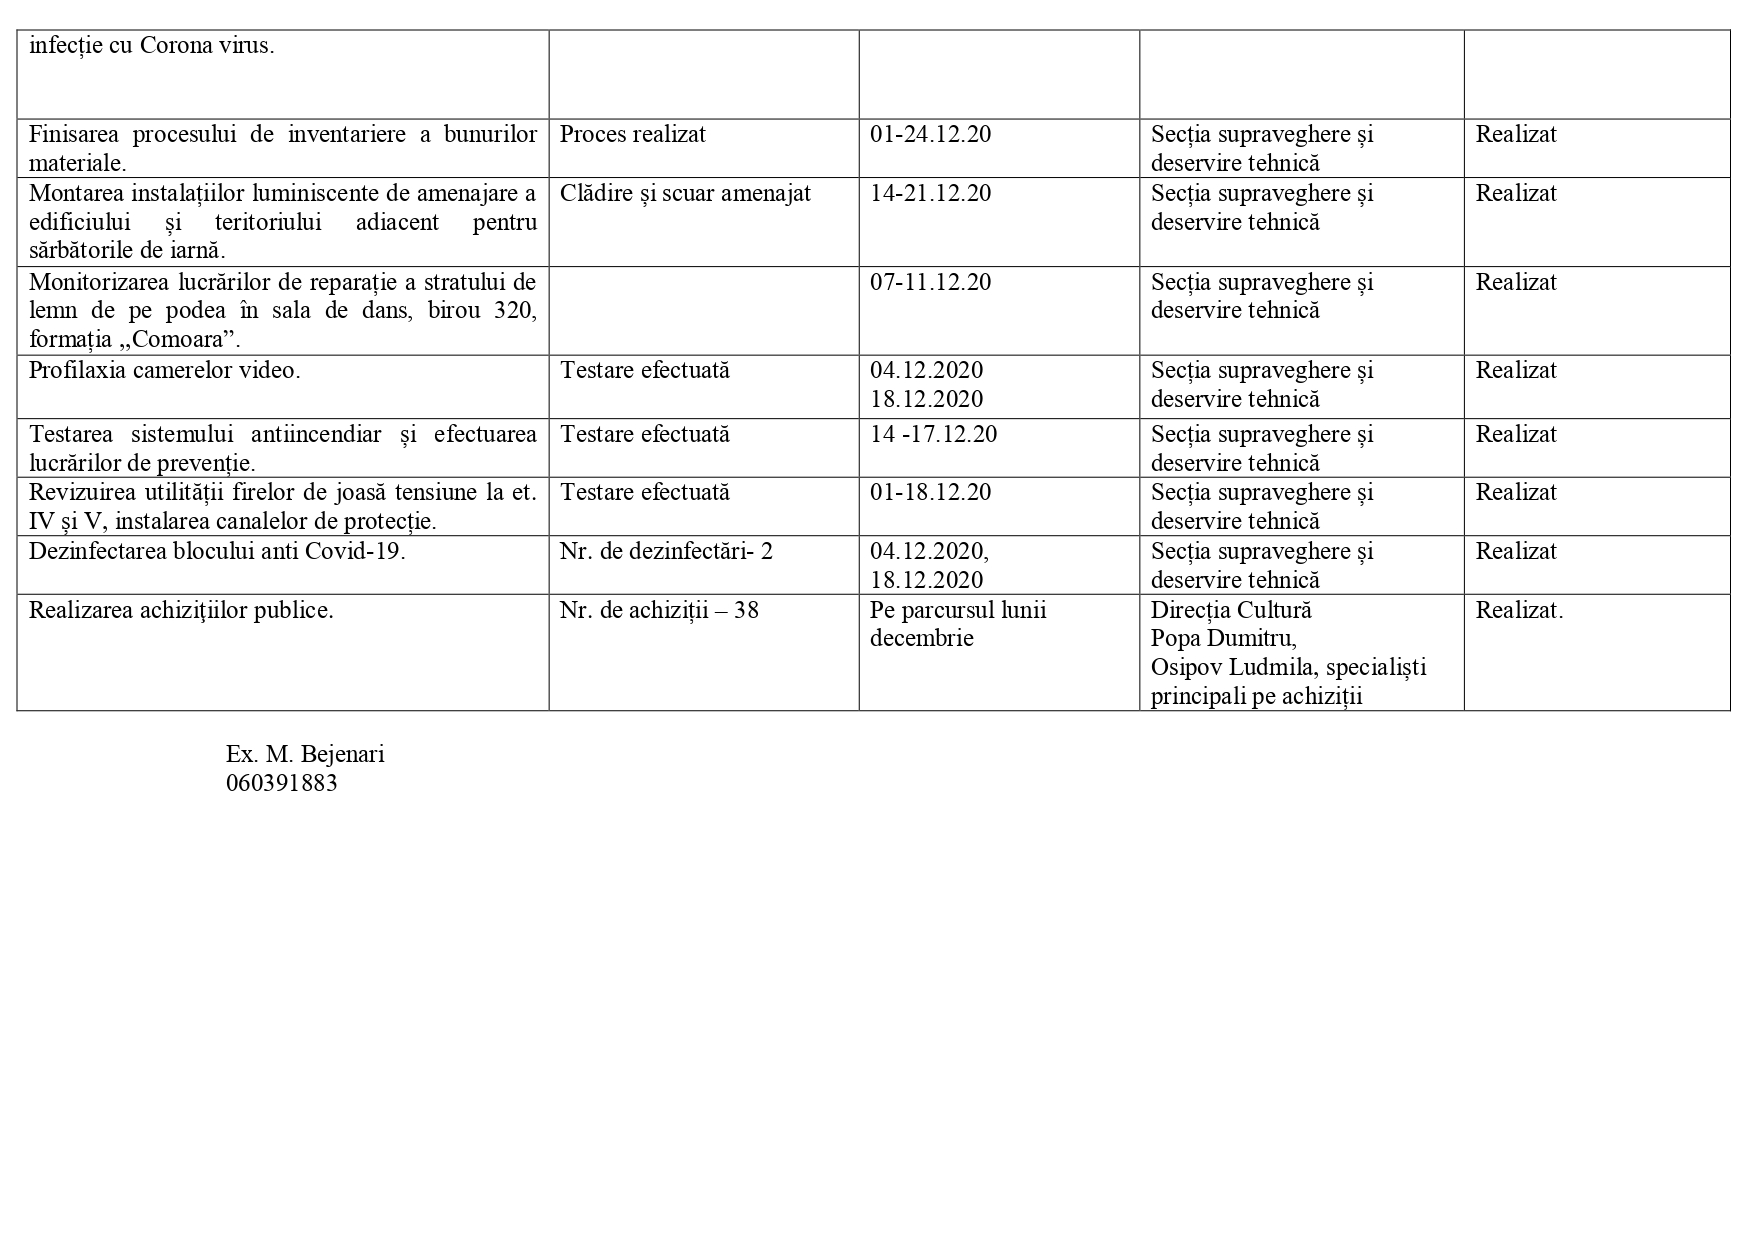 infecție cu Corona virus.
Finisarea procesului de inventariere a bunurilor
materiale.
Proces realizat
01-24.12.20
Secția supraveghere și
deservire tehnică
Realizat
Montarea instalațiilor luminiscente de amenajare a
edificiului și teritoriului adiacent pentru
sărbătorile de iarnă.
Clădire și scuar amenajat
14-21.12.20
Secția supraveghere și
deservire tehnică
Realizat
Monitorizarea lucrărilor de reparație a stratului de
lemn de pe podea în sala de dans, birou 320,
formația ,,Comoara”.
07-11.12.20
Secția supraveghere și
deservire tehnică
Realizat
Profilaxia camerelor video.
Testare efectuată
04.12.2020
18.12.2020
Secția supraveghere și
deservire tehnică
Realizat
Testarea sistemului antiincendiar și efectuarea
lucrărilor de prevenție.
Testare efectuată
14 -17.12.20
Secția supraveghere și
deservire tehnică
Realizat
Revizuirea utilității firelor de joasă tensiune la et.
IV și V, instalarea canalelor de protecție.
Testare efectuată
01-18.12.20
Secția supraveghere și
deservire tehnică
Realizat
Dezinfectarea blocului anti Covid-19.
Nr. de dezinfectări- 2
04.12.2020,
18.12.2020
Secția supraveghere și
deservire tehnică
Realizat
Realizarea achiziţiilor publice.
Nr. de achiziții – 38
Pe parcursul lunii
decembrie
Direcția Cultură
Popa Dumitru,
Osipov Ludmila, specialiști
principali pe achiziții
Realizat.
Ex. M. Bejenari
060391883